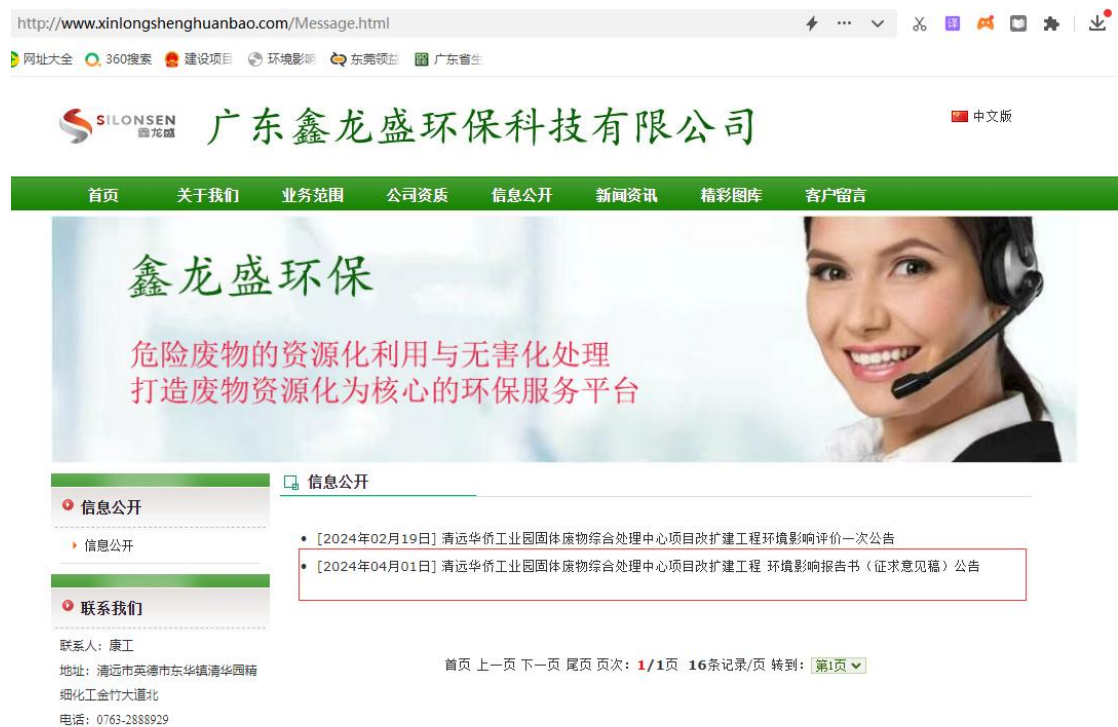 http://www.xinlongshenghuanbao.com/Message.html
网址大全 360搜索 建设项目 环境影响 东莞领益 广东省生
SILONSEN
鑫龙盛
广东鑫龙盛环保科技有限公司
中文版
首页 关于我们 业务范围 公司资质 信息公开 新闻资讯 精彩图库 客户留言
鑫龙盛环保
危险废物的资源化利用与无害化处理
打造废物资源化为核心的环保服务平台
信息公开
信息公开
信息公开
[2024年02月19日] 清远华侨工业园固体废物综合处理中心项目改扩建工程环境影响评价一次公告
[2024年04月01日] 清远华侨工业园固体废物综合处理中心项目改扩建工程 环境影响报告书（征求意见稿）公告
联系我们
联系人: 康工
地址: 清远市英德市东华镇清华园精
细化工金竹大道北
电话: 0763-2888929
首页 上一页 下一页 尾页 页次: 1/1页 16条记录/页 转到: 第1页